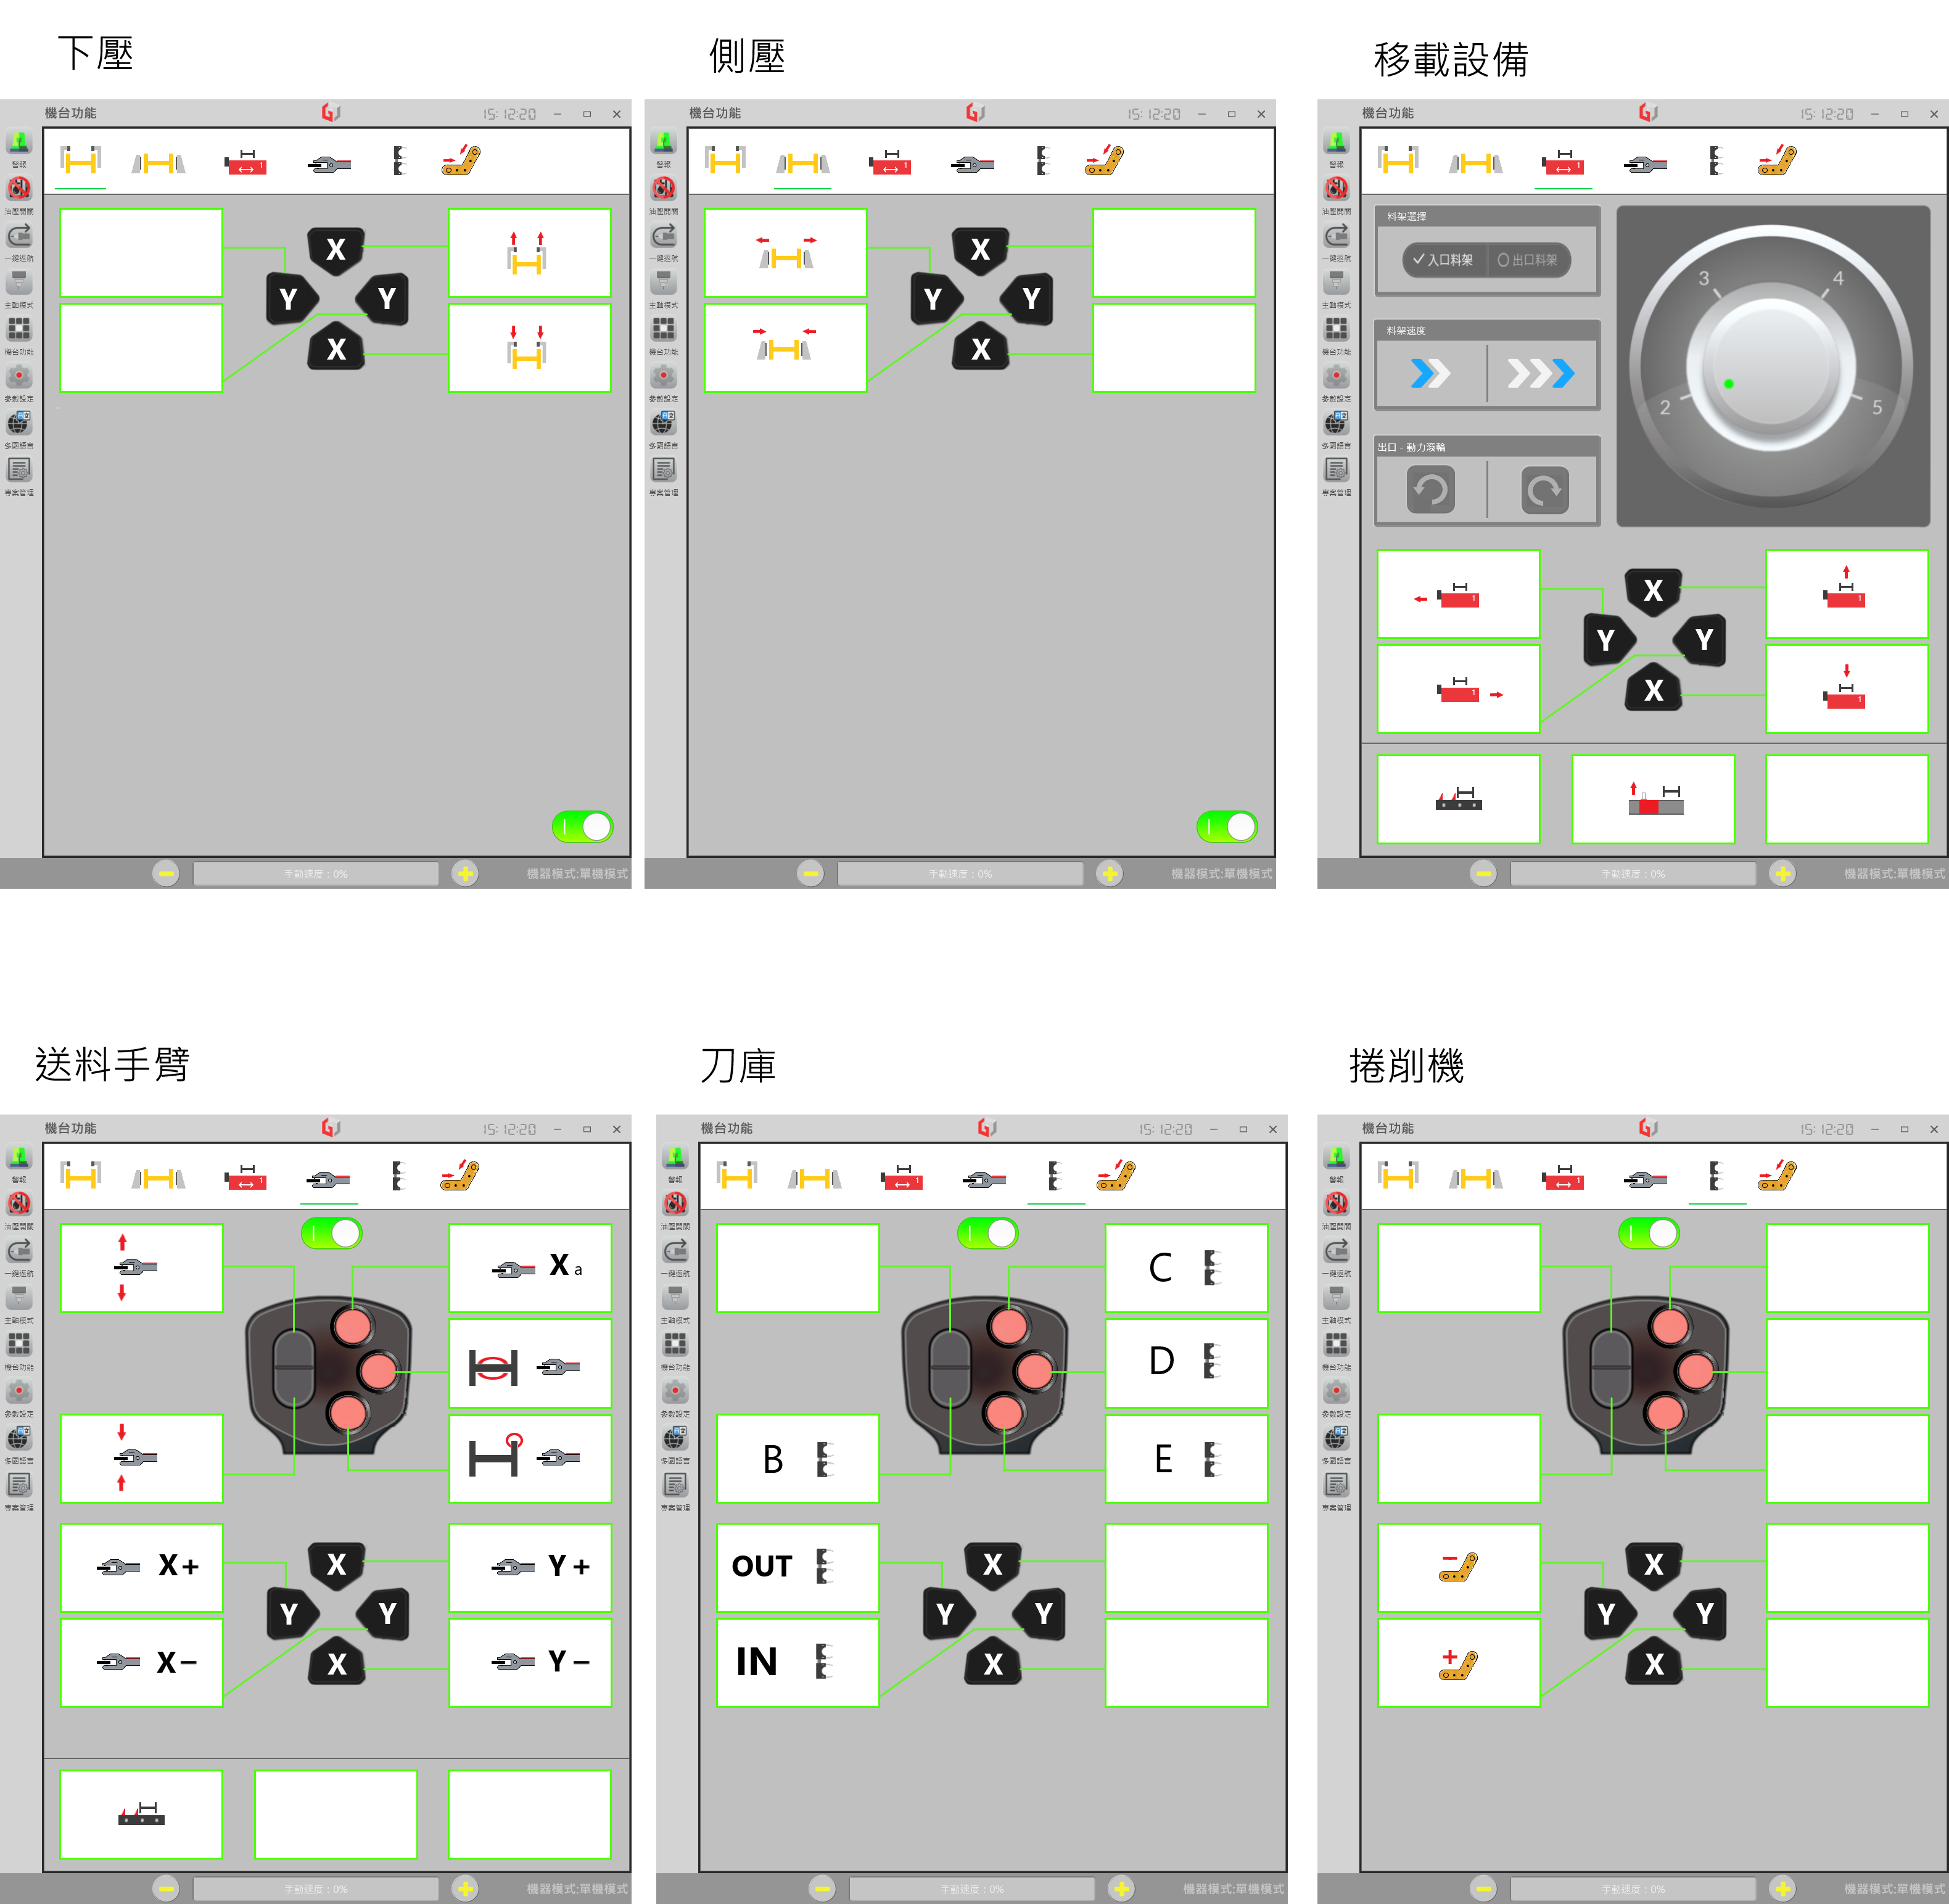 下壓
機台功能
15:12:20
警報
油壓開關
一鍵巡航
主軸模式
機台功能
參數設定
多國語言
專案管理
1
X
Y
Y
X
手動速度：0%
機器模式:單機模式
側壓
機台功能
15:12:20
警報
油壓開關
一鍵巡航
主軸模式
機台功能
參數設定
多國語言
專案管理
1
X
Y
Y
X
手動速度：0%
機器模式:單機模式
移載設備
機台功能
15:12:20
警報
油壓開關
一鍵巡航
主軸模式
機台功能
參數設定
多國語言
專案管理
1
料架選擇
入口料架
出口料架
料架速度
出口 - 動力滾輪
3
4
2
5
1
1
1
1
X
Y
Y
X
手動速度：0%
機器模式:單機模式
送料手臂
機台功能
15:12:20
警報
油壓開關
一鍵巡航
主軸模式
機台功能
參數設定
多國語言
專案管理
1
X a
X+
Y+
X-
Y-
X
Y
Y
X
手動速度：0%
機器模式:單機模式
刀庫
機台功能
15:12:20
警報
油壓開關
一鍵巡航
主軸模式
機台功能
參數設定
多國語言
專案管理
1
C
D
B
E
OUT
IN
X
Y
Y
X
手動速度：0%
機器模式:單機模式
捲削機
機台功能
15:12:20
警報
油壓開關
一鍵巡航
主軸模式
機台功能
參數設定
多國語言
專案管理
1
X
Y
Y
X
手動速度：0%
機器模式:單機模式